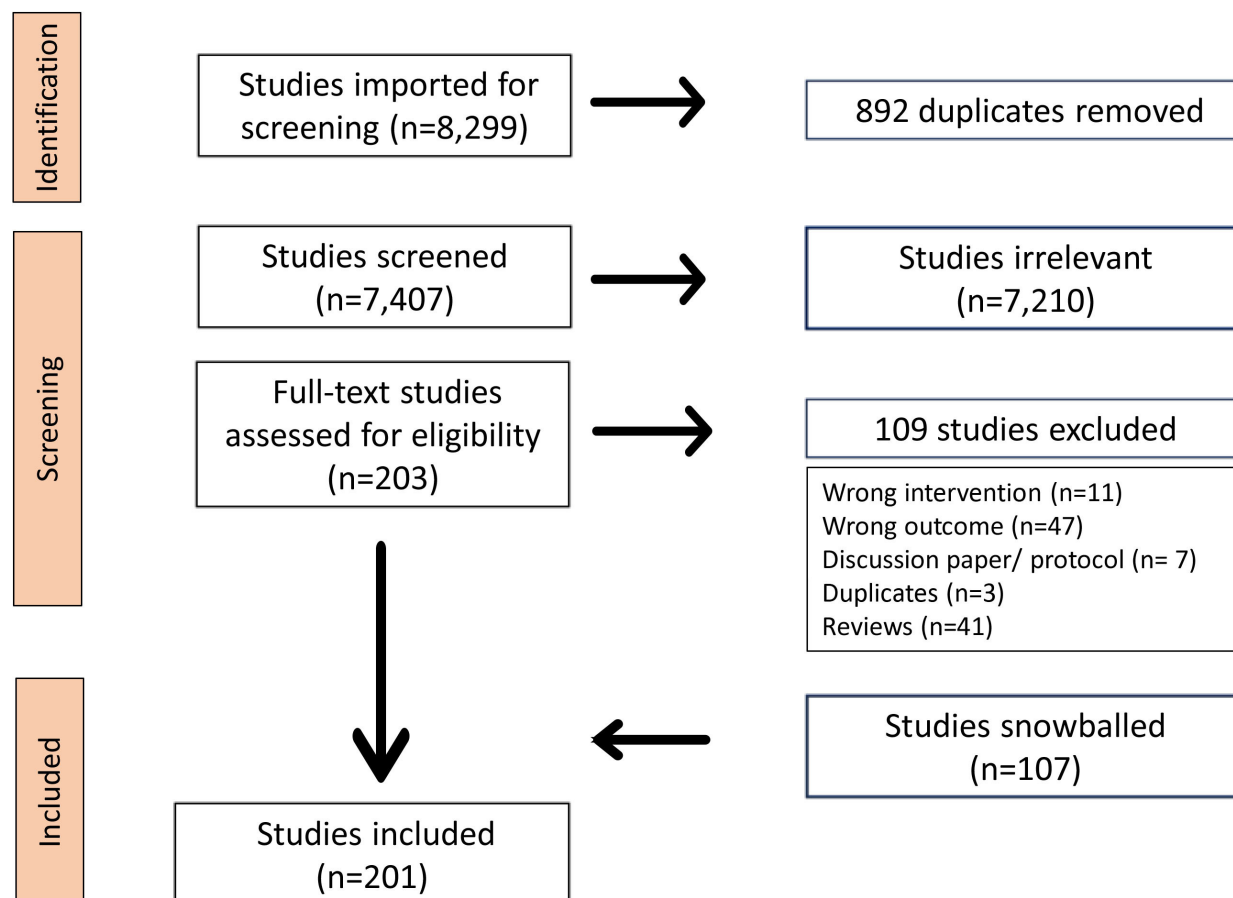 Identification
Studies imported for
screening (n=8,299)
892 duplicates removed
Screening
Studies screened
(n=7,407)
Studies irrelevant
(n=7,210)
Full-text studies
assessed for eligibility
(n=203)
109 studies excluded
Wrong intervention (n=11)
Wrong outcome (n=47)
Discussion paper/ protocol (n= 7)
Duplicates (n=3)
Reviews (n=41)
Included
Studies snowballed
(n=107)
Studies included
(n=201)